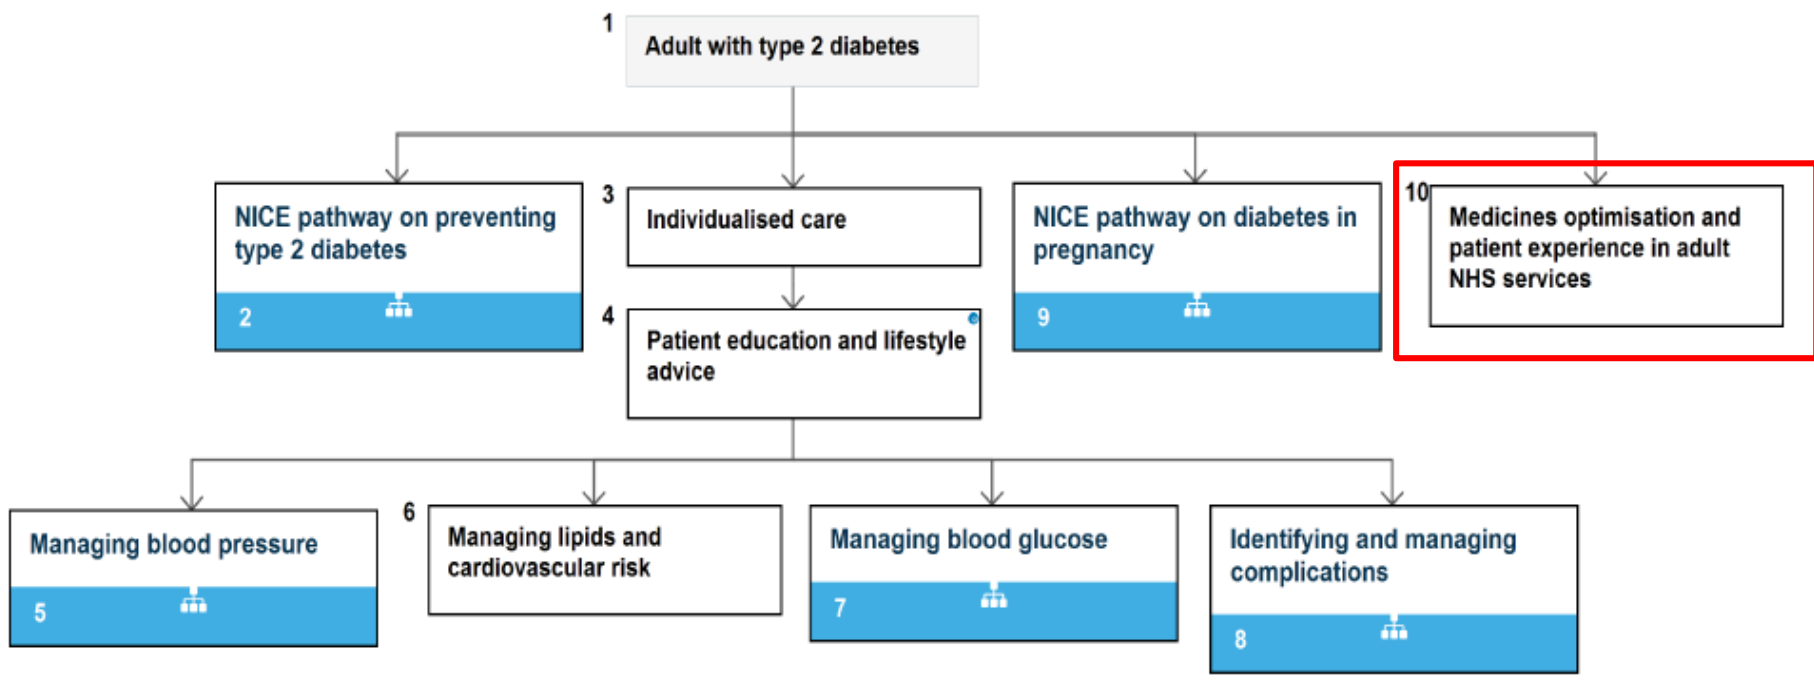 1
Adult with type 2 diabetes
NICE pathway on preventing
type 2 diabetes
2
3
Individualised care
NICE pathway on diabetes in
pregnancy
9
10
Medicines optimisation and
patient experience in adult
NHS services
4
Patient education and lifestyle
advice
Managing blood pressure
5
6
Managing lipids and
cardiovascular risk
Managing blood glucose
7
Identifying and managing
complications
8